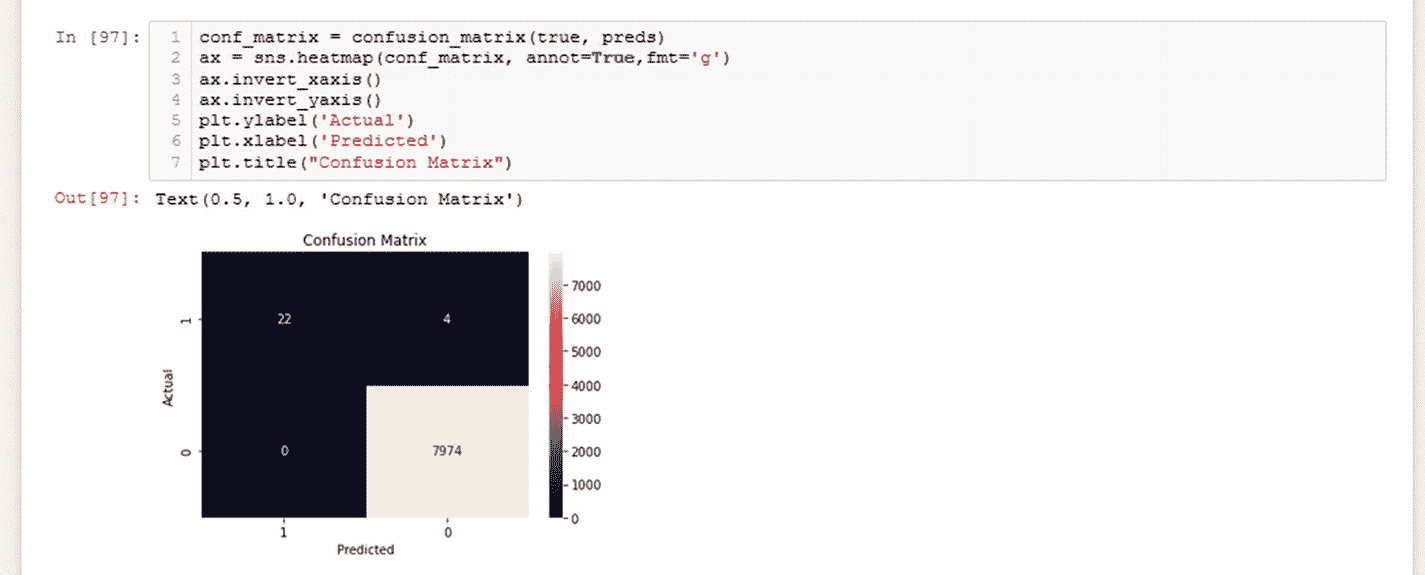 In [97]:
1 conf_matrix = confusion_matrix(true, preds)
2 ax = sns.heatmap(conf_matrix, annot=True,fmt='g')
3 ax.invert_xaxis()
4 ax.invert_yaxis()
5 plt.ylabel('Actual')
6 plt.xlabel('Predicted')
7 plt.title("Confusion Matrix")
Out[97]: Text(0.5, 1.0, 'Confusion Matrix')
Confusion Matrix
7000
1 22 4 6000
5000
Actual 4000
3000
0 0 7974 2000
1000
0
1 0
Predicted